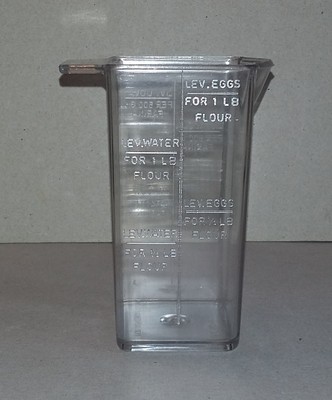 LEV. EGGS
FOR 1 LB
FLOUR
LEV. WATER
FOR 1 LB
FLOUR
LEV. EGGS
FOR ½ LB
FLOUR
LEV. WATER
FOR ½ LB
FLOUR